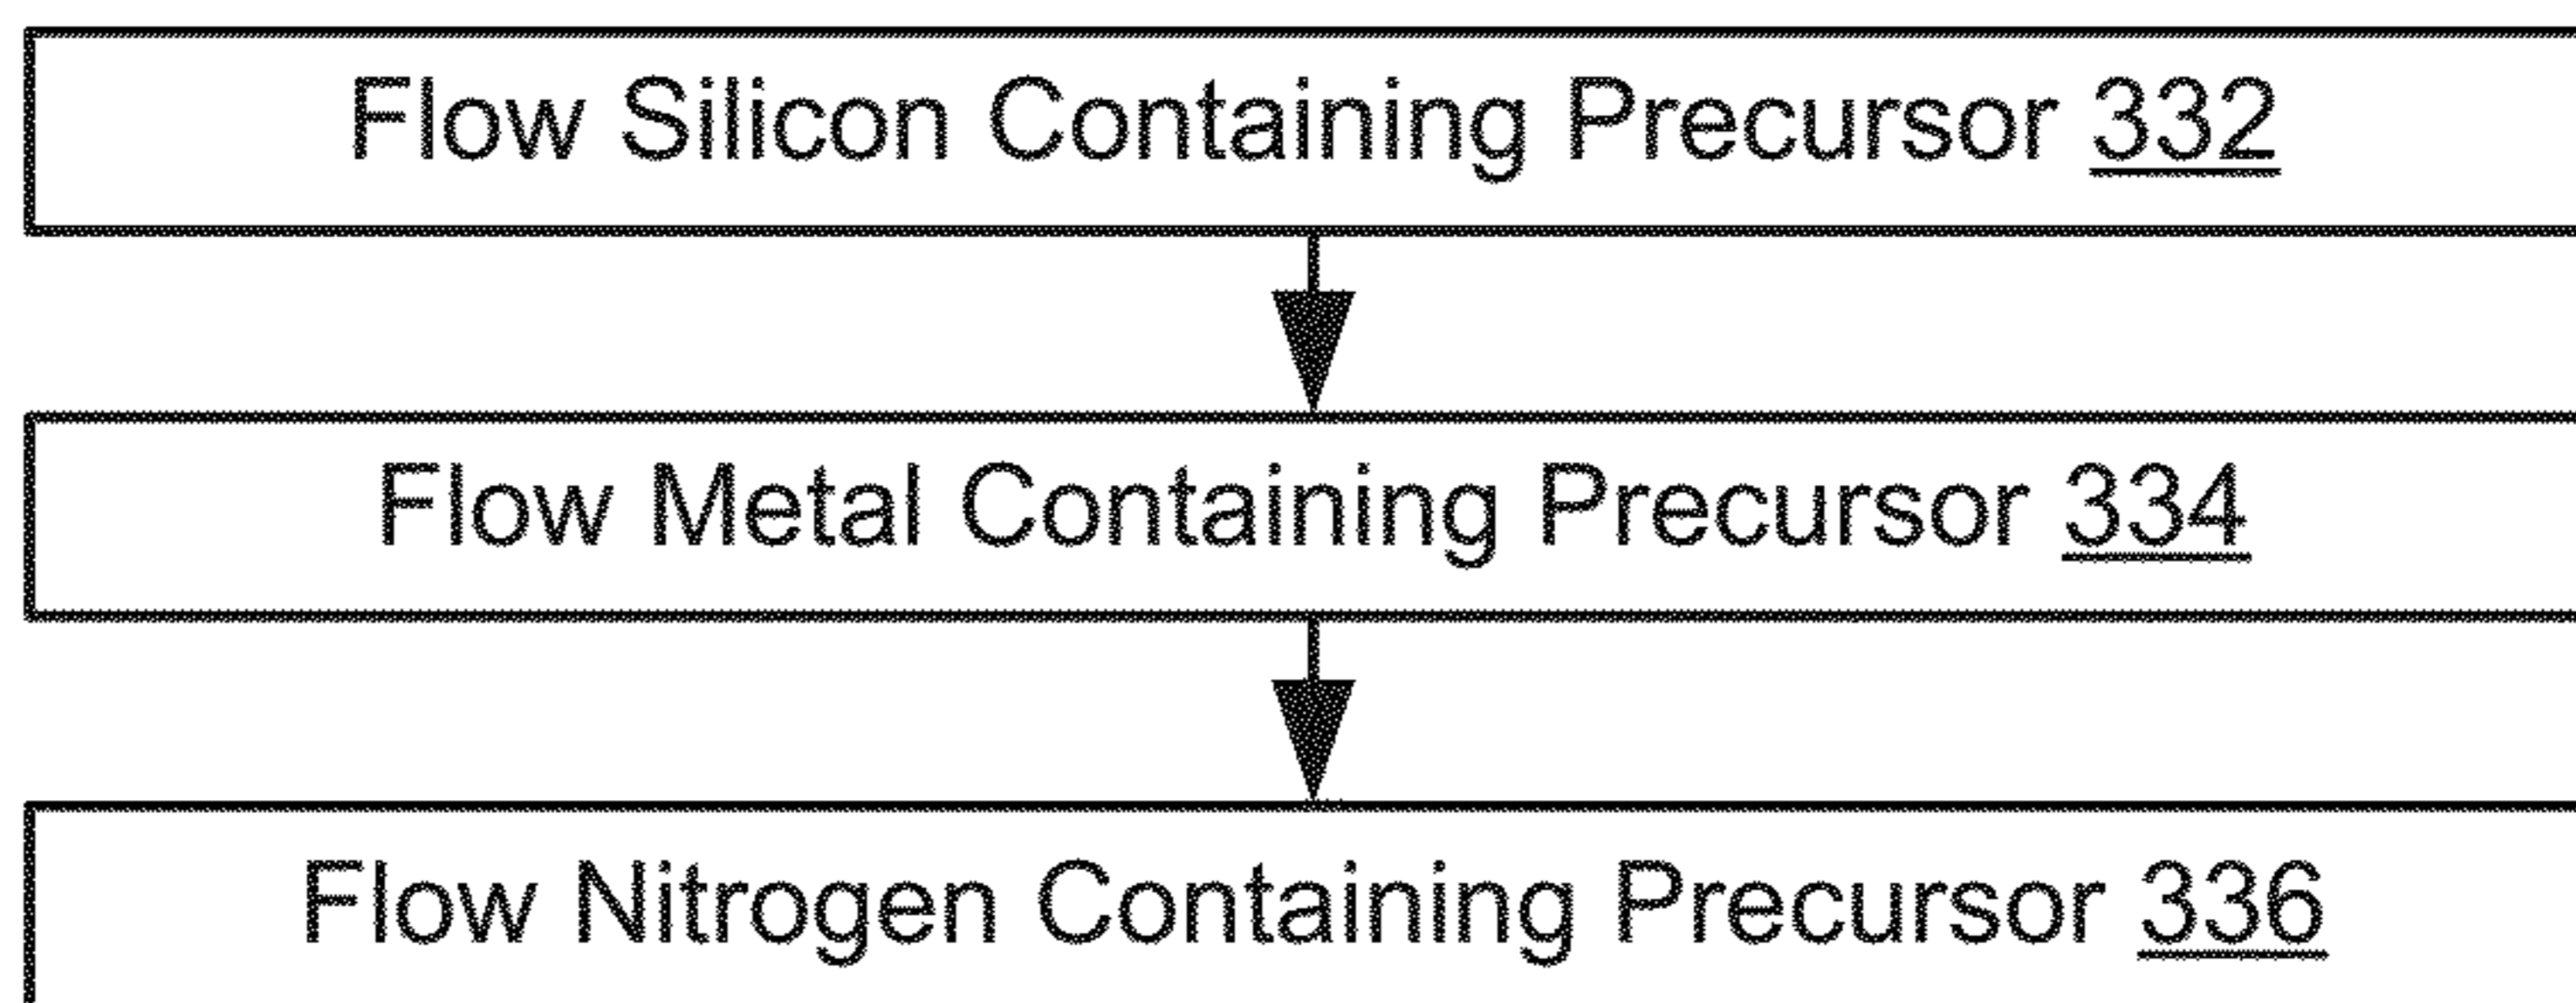 Flow Silicon Containing Precursor 332
Flow Metal Containing Precursor 334
Flow Nitrogen Containing Precursor 336